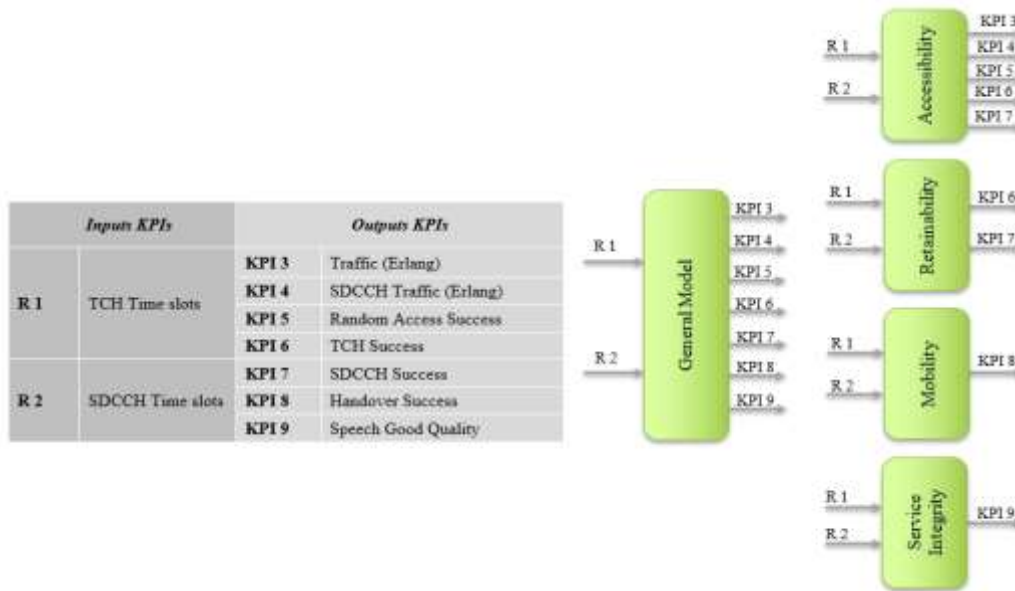 Inputs KPIs Outputs KPIs
R 1 TCH Time slots KPI 3 Traffic (Erlang)
KPI 4 SDCCH Traffic (Erlang)
KPI 5 Random Access Success
KPI 6 TCH Success
R 2 SDCCH Time slots KPI 7 SDCCH Success
KPI 8 Handover Success
KPI 9 Speech Good Quality
R 1
R 2
General Model
KPI 3
KPI 4
KPI 5
KPI 6
KPI 7
KPI 8
KPI 9
R 1
R 2
Accessibility
KPI 3
KPI 4
KPI 5
KPI 6
KPI 7
R 1
R 2
Retainability
KPI 6
KPI 7
R 1
R 2
Mobility
KPI 8
R 1
R 2
Service
Integrity
KPI 9